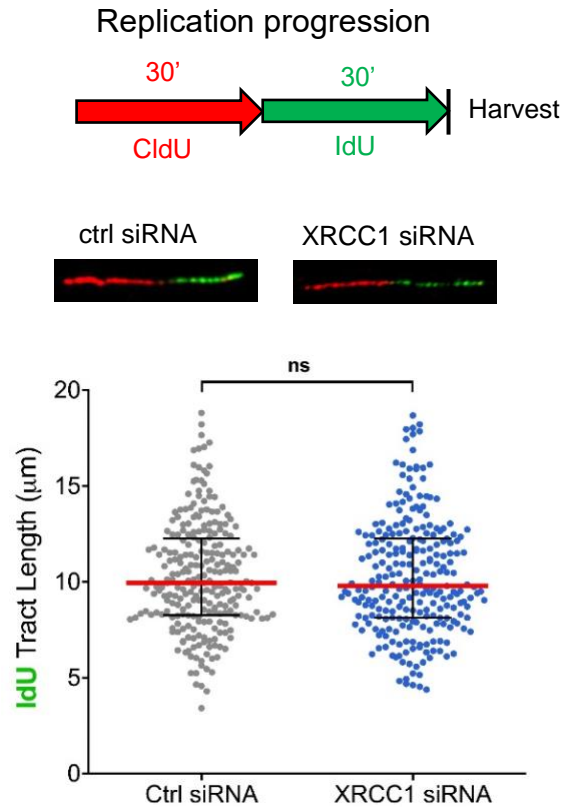 Replication progression
30’ 30’
Harvest
CldU IdU
ctrl siRNA XRCC1 siRNA
ns
IdU Tract Length (μm)
20
15
10
5
0
Ctrl siRNA XRCC1 siRNA